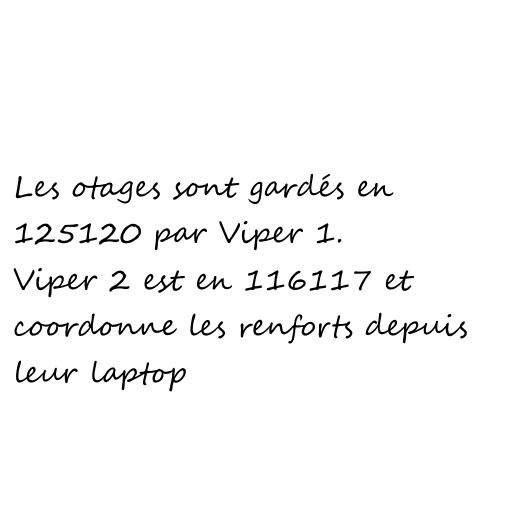 Les otages sont gardés en
125120 par Viper 1.
Viper 2 est en 116117 et
coordonne les renforts depuis
leur laptop